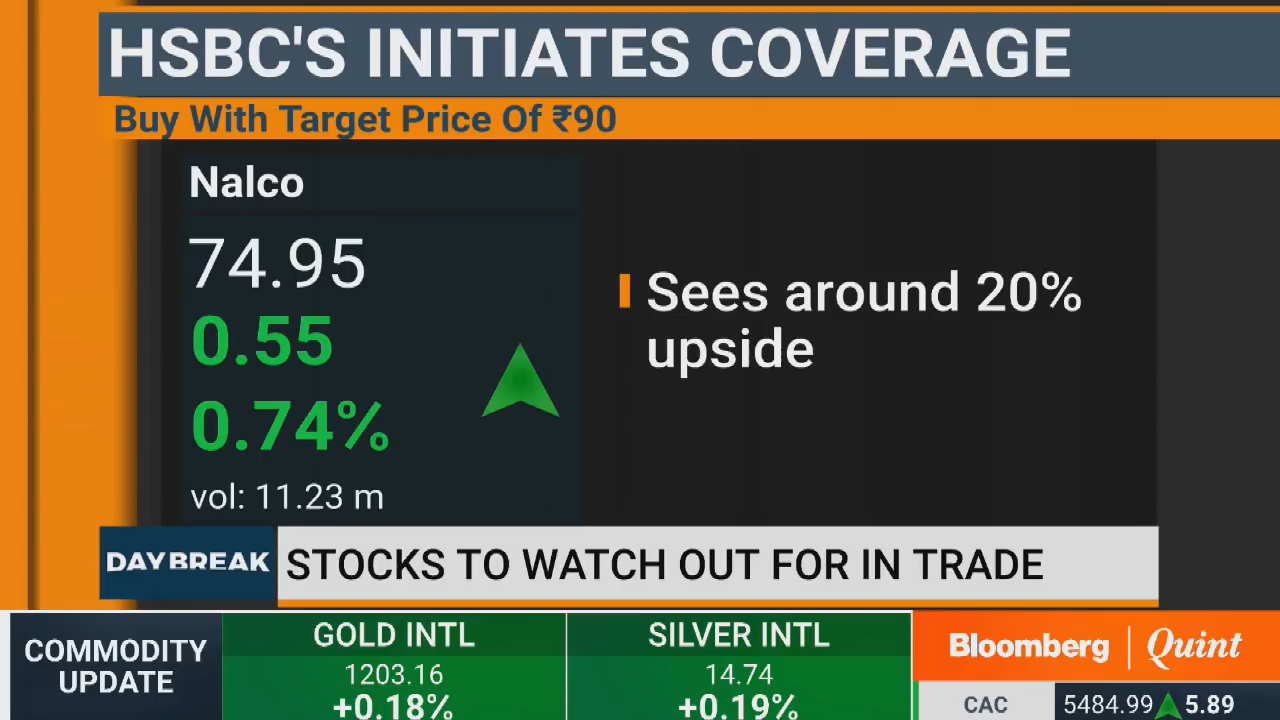 HSBC'S INITIATES COVERAGE
Buy With Target Price Of ₹90
Nalco
74.95
0.55
0.74%
vol: 11.23 m
Sees around 20%
upside
DAYBREAK
STOCKS TO WATCH OUT FOR IN TRADE
COMMODITY
UPDATE
GOLD INTL
1203.16
+0.18%
SILVER INTL
14.74
+0.19%
Bloomberg | Quint
CAC 5484.99 5.89